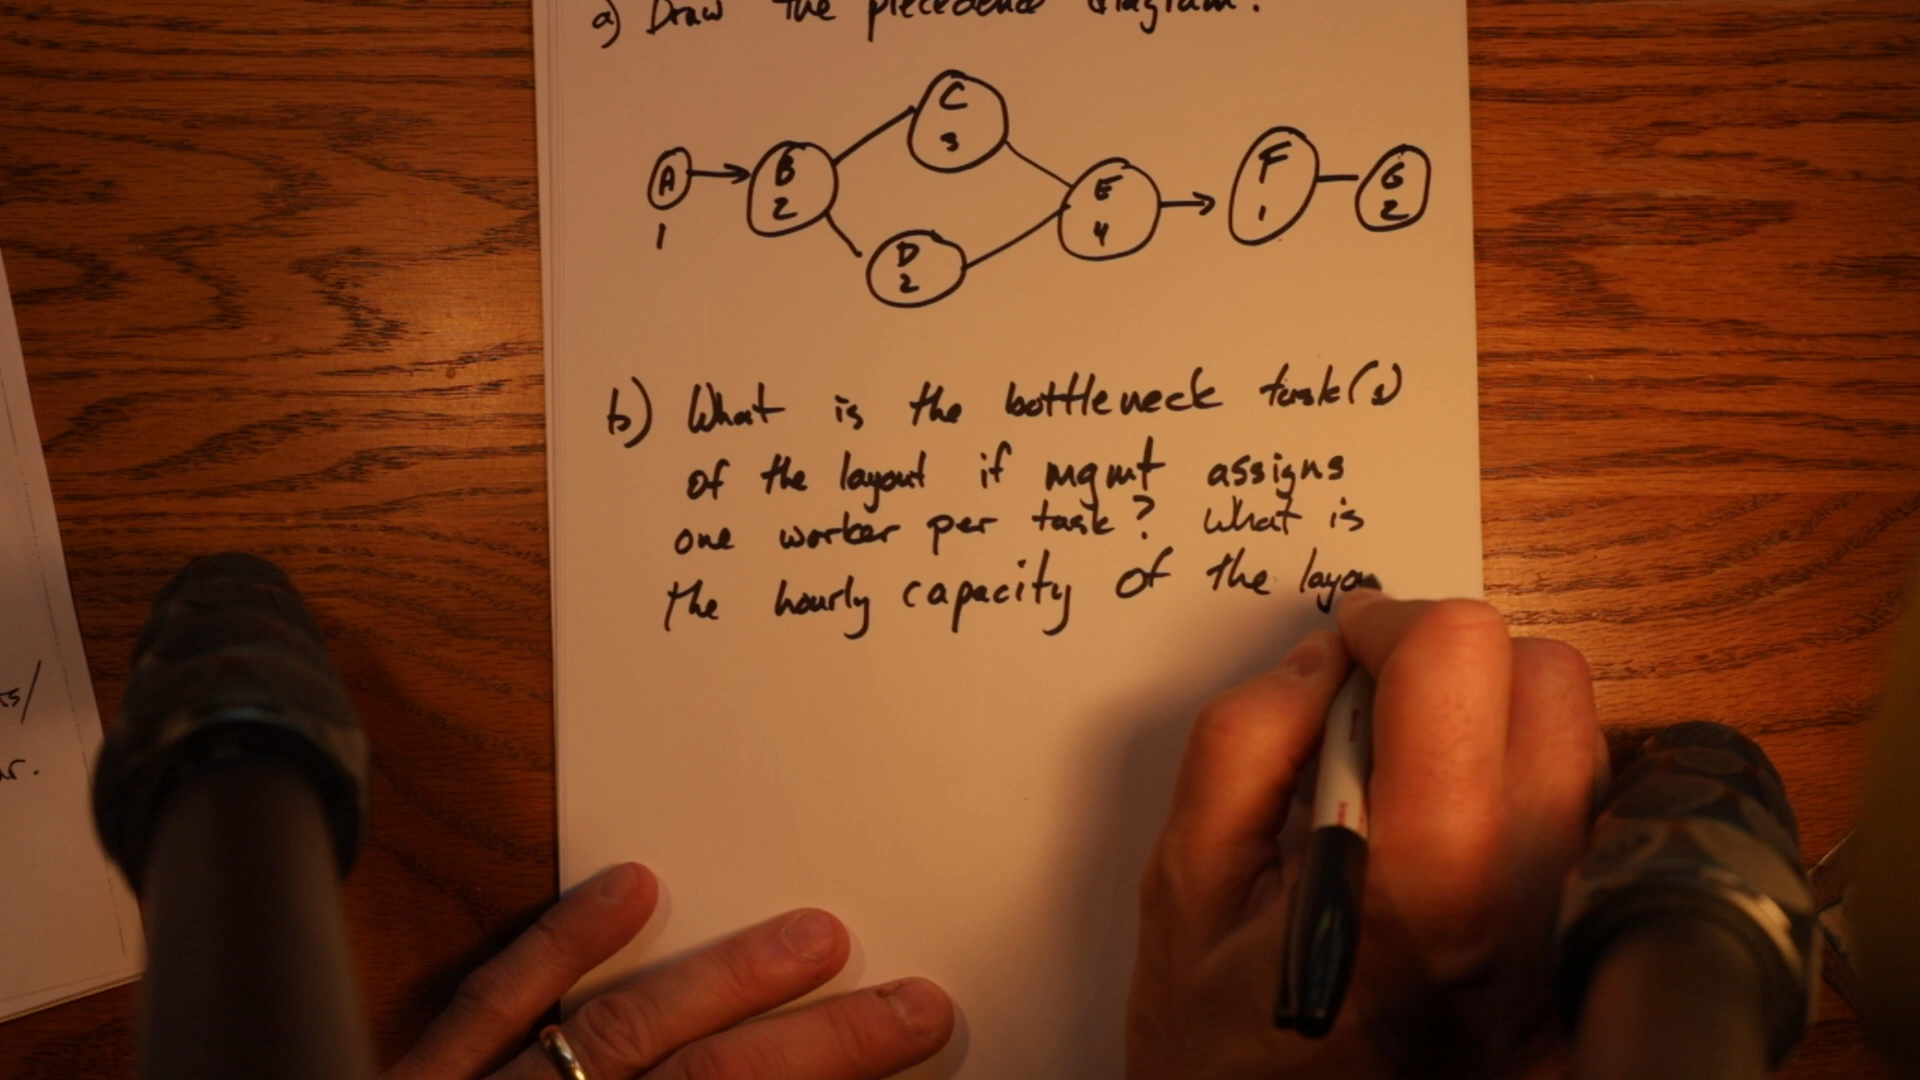 a) Draw the precedence diagram.
A
1
B
2
C
3
D
2
E
4
F
1
G
2
b) What is the bottleneck task(s)
of the layout if mgmt assigns
one worker per task? What is
the hourly capacity of the layou